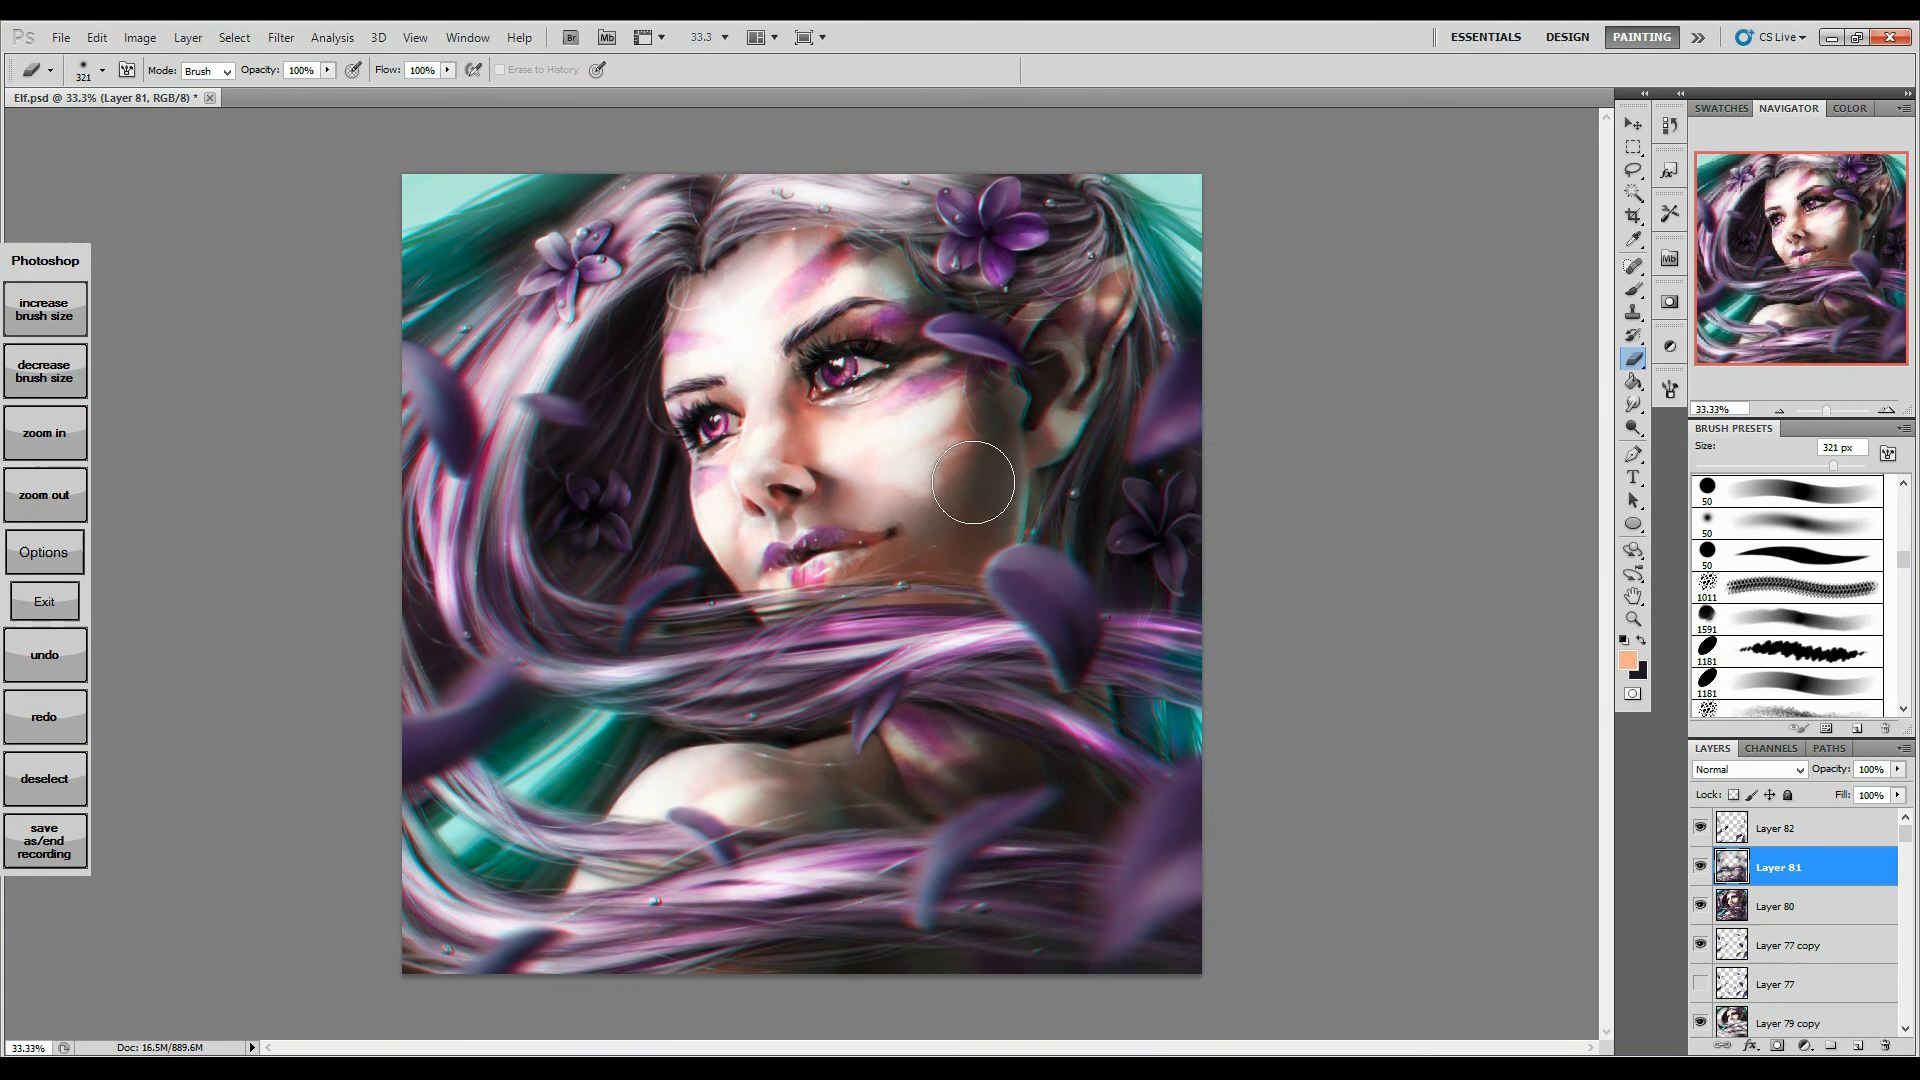 Ps File Edit Image Layer Select Filter Analysis 3D View Window Help Br Mb 33.3 ESSENTIALS DESIGN PAINTING CS Live
321 Mode: Brush Opacity: 100% Flow: 100% Erase to History
Elf.psd @ 33.3% (Layer 81, RGB/8) *
Photoshop
increase
brush size
decrease
brush size
zoom in
zoom out
Options
Exit
undo
redo
deselect
save
as/end
recording
33.33% Doc: 16.5M/889.6M
SWATCHES NAVIGATOR COLOR
fx
Mb
T
33.33%
BRUSH PRESETS
Size: 321 px
50
50
50
1011
1591
1181
1181
LAYERS CHANNELS PATHS
Normal Opacity: 100%
Lock: Fill: 100%
Layer 82
Layer 81
Layer 80
Layer 77 copy
Layer 77
Layer 79 copy
fx